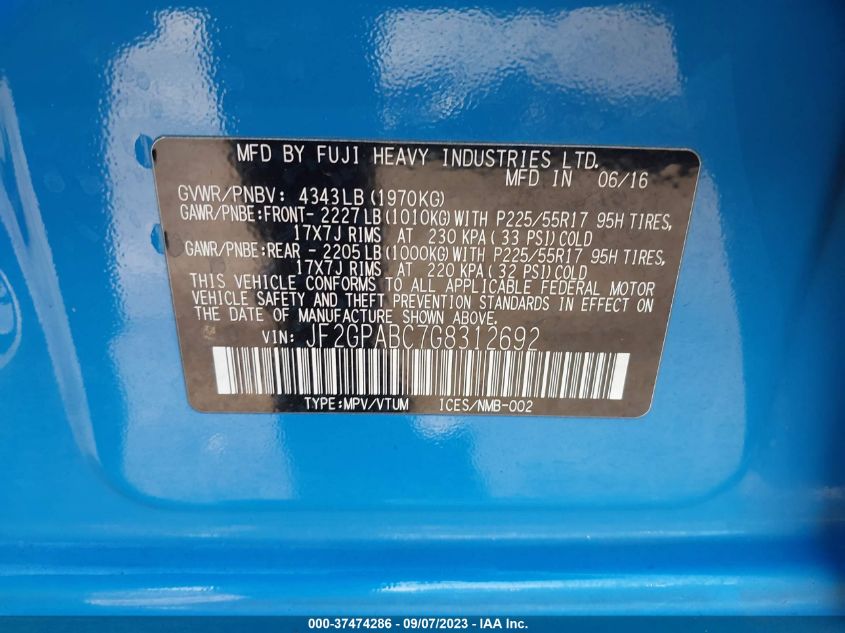 MFD BY FUJI HEAVY INDUSTRIES LTD.
MFD IN 06/16
GVWR/PNBV: 4343LB (1970KG)
GAWR/PNBE:FRONT- 2227 LB (1010KG) WITH P225/55R17 95H TIRES,
17X7J RIMS AT 230 KPA ( 33 PSI) COLD
GAWR/PNBE:REAR - 2205 LB (1000KG) WITH P225/55R17 95H TIRES,
17X7J RIMS AT 220 KPA ( 32 PSI) COLD
THIS VEHICLE CONFORMS TO ALL APPLICABLE FEDERAL MOTOR
VEHICLE SAFETY AND THEFT PREVENTION STANDARDS IN EFFECT ON
THE DATE OF MANUFACTURE SHOWN ABOVE.
VIN: JF2GPABC7G8312692
TYPE:MPV/VTUM ICES/NMB-002
000-37474286 - 09/07/2023 - IAA Inc.